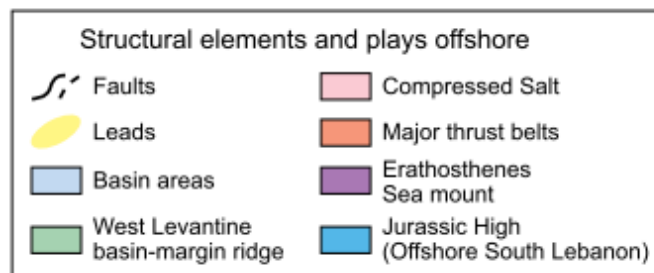 Structural elements and plays offshore
Faults
Leads
Basin areas
West Levantine
basin-margin ridge
Compressed Salt
Major thrust belts
Erathosthenes
Sea mount
Jurassic High
(Offshore South Lebanon)